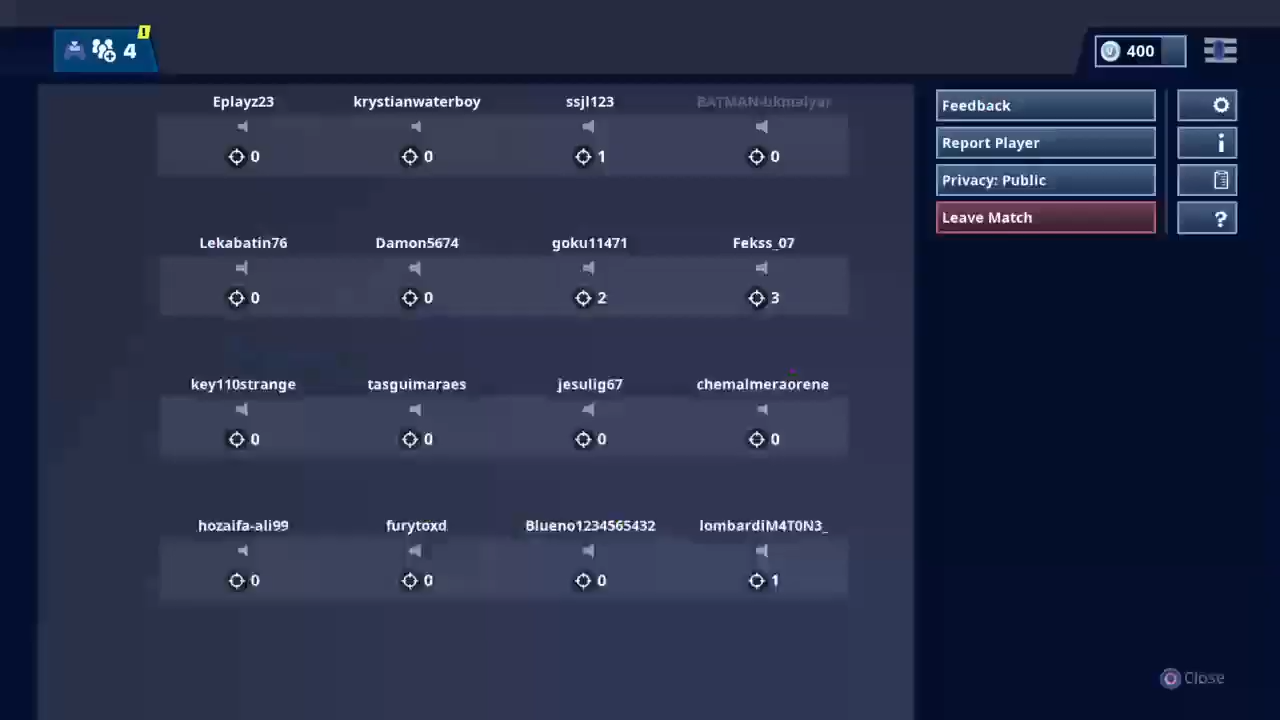 4
!
400
Eplayz23 krystianwaterboy ssjl123
0 0 1 0
Lekabatin76 Damon5674 goku11471 Fekss_07
0 0 2 3
key110strange tasguimaraes jesulig67 chemalmeraorene
0 0 0 0
hozaifa-ali99 furytoxd Blueno1234565432 lombardiM4T0N3_
0 0 0 1
Feedback
Report Player
Privacy: Public
Leave Match
i
?
Close